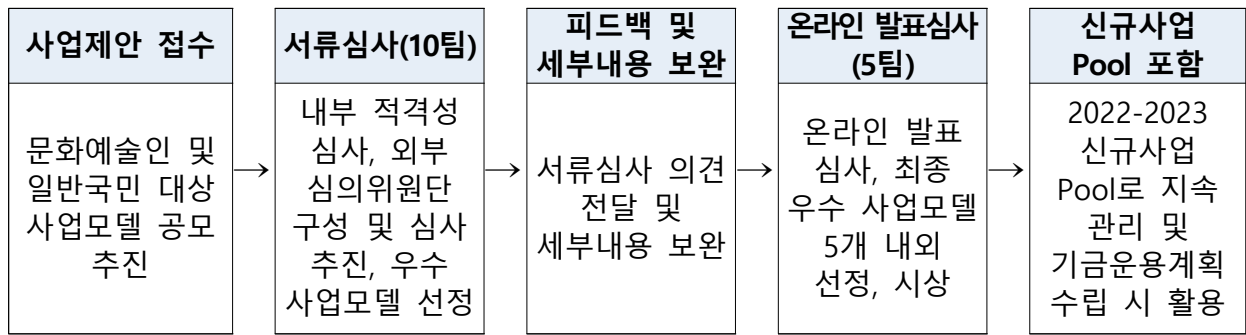 사업제안 접수
문화예술인 및
일반국민 대상
사업모델 공모
추진
→
서류심사(10팀)
내부 적격성
심사, 외부
심의위원단
구성 및 심사
추진, 우수
사업모델 선정
→
피드백 및
세부내용 보완
서류심사 의견
전달 및
세부내용 보완
→
온라인 발표심사
(5팀)
온라인 발표
심사, 최종
우수 사업모델
5개 내외
선정, 시상
→
신규사업
Pool 포함
2022-2023
신규사업
Pool로 지속
관리 및
기금운용계획
수립 시 활용